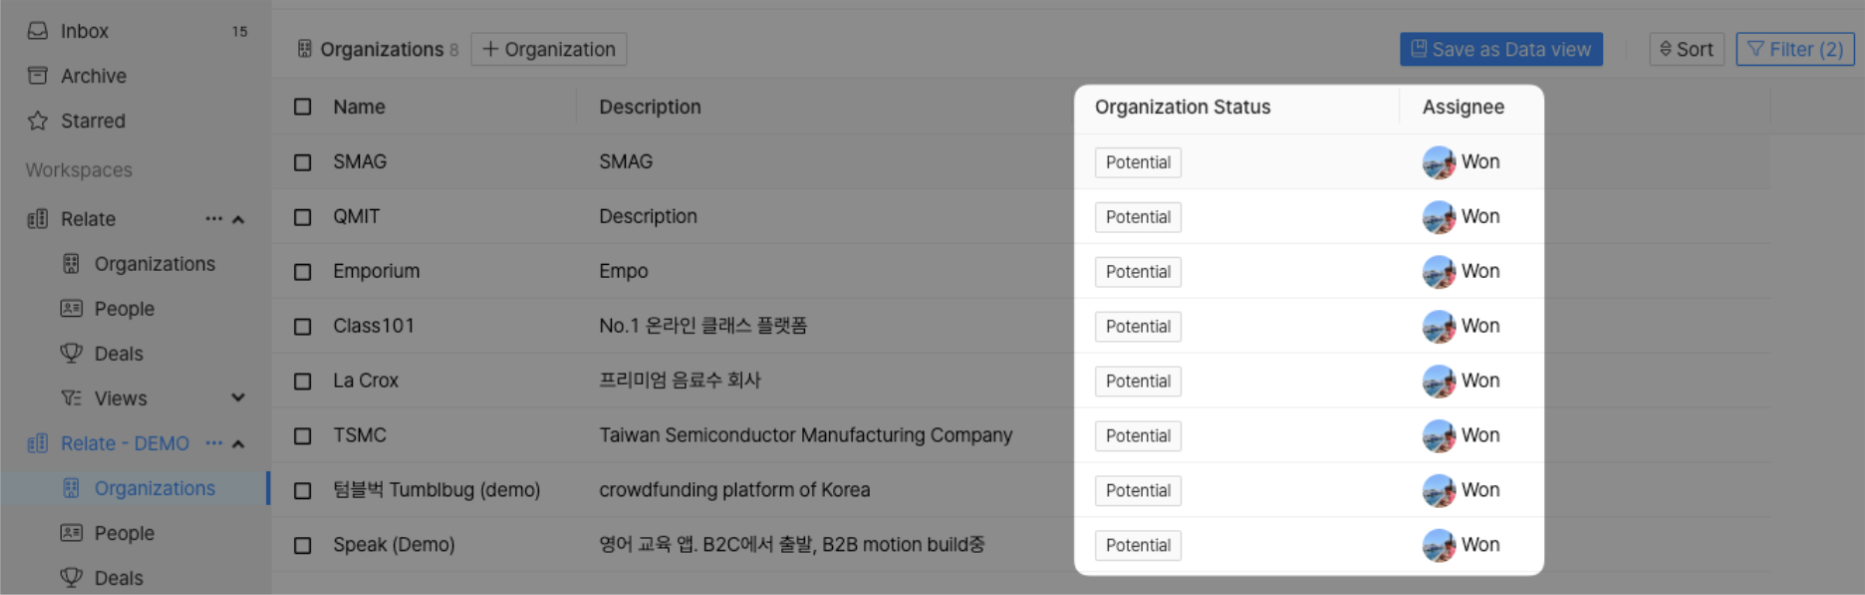 Inbox 15
Archive
Starred
Workspaces
Relate ...
Organizations
People
Deals
Views
Relate - DEMO ...
Organizations
People
Deals
Organizations 8 + Organization Save as Data view Sort Filter (2)
Name Description Organization Status Assignee
SMAG SMAG Potential Won
QMIT Description Potential Won
Emporium Empo Potential Won
Class101 No.1 온라인 클래스 플랫폼 Potential Won
La Crox 프리미엄 음료수 회사 Potential Won
TSMC Taiwan Semiconductor Manufacturing Company Potential Won
텀블벅 Tumblbug (demo) crowdfunding platform of Korea Potential Won
Speak (Demo) 영어 교육 앱. B2C에서 출발, B2B motion build중 Potential Won